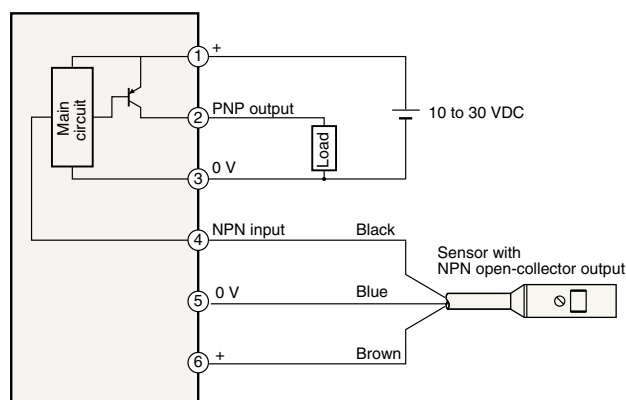 1 +
Main
circuit
2 PNP output
10 to 30 VDC
Load
3 0 V
4 NPN input Black
Sensor with
NPN open-collector output
5 0 V Blue
6 + Brown